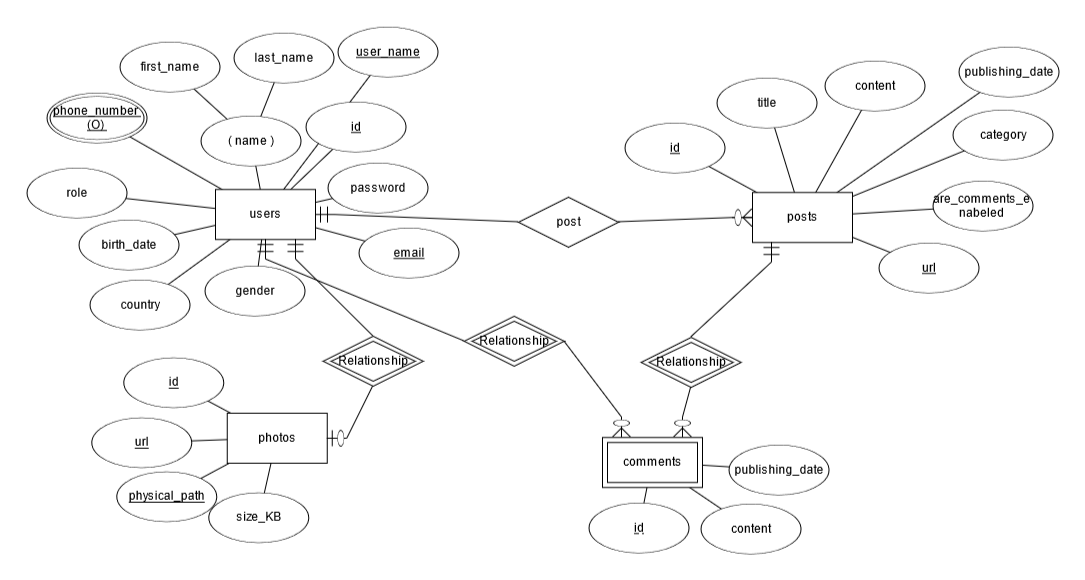 user_name
last_name
first_name
phone_number
(O)
( name )
id
role
password
users
birth_date
email
country
gender
post
publishing_date
content
title
category
id
are_comments_e
nabeled
posts
url
Relationship
Relationship
Relationship
id
url
photos
physical_path
size_KB
comments
publishing_date
id
content